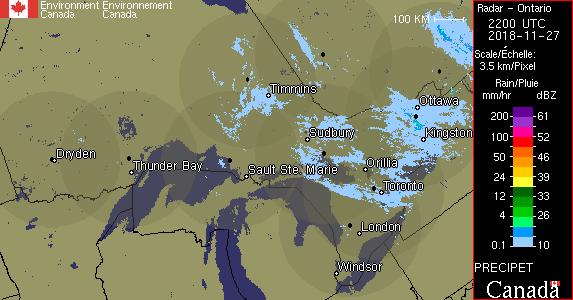 Environment Environnement
Canada Canada
100 KM
Radar - Ontario
2200 UTC
2018-11-27
Scale/Échelle:
3.5 km/Pixel
Rain/Pluie
mm/hr dBZ
200 61
100 52
50 46
24 39
12 33
4 26
1 20
0.1 10
PRECIPET
Canada
Timmins
Ottawa
Kingston
Sudbury
Dryden
Thunder Bay
Sault Ste. Marie
Orillia
Toronto
London
Windsor